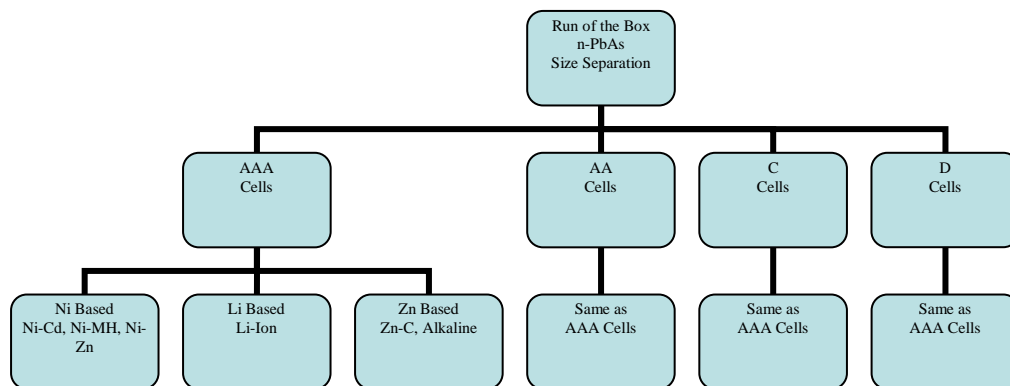 Run of the Box
n-PbAs
Size Separation
AAA
Cells
AA
Cells
C
Cells
D
Cells
Ni Based
Ni-Cd, Ni-MH, Ni-
Zn
Li Based
Li-Ion
Zn Based
Zn-C, Alkaline
Same as
AAA Cells
Same as
AAA Cells
Same as
AAA Cells